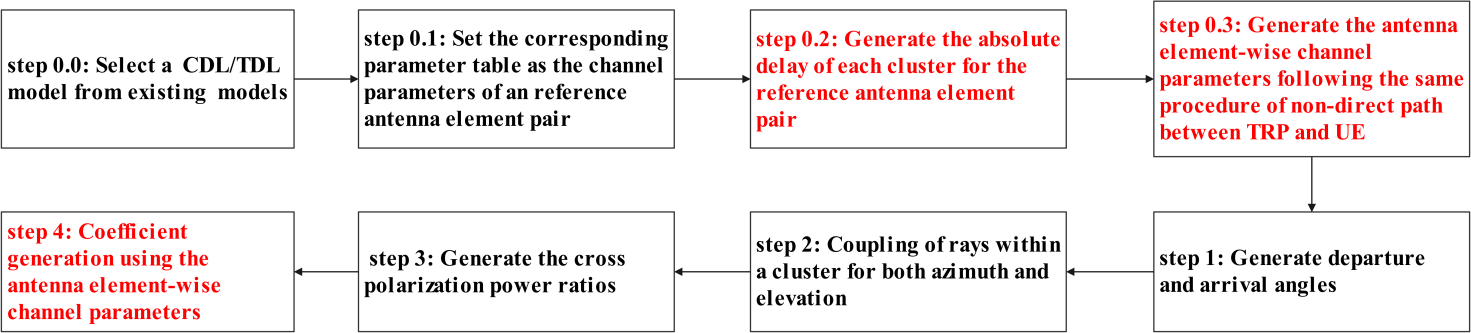 step 0.0: Select a CDL/TDL
model from existing models
step 0.1: Set the corresponding
parameter table as the channel
parameters of an reference
antenna element pair
step 0.2: Generate the absolute
delay of each cluster for the
reference antenna element
pair
step 0.3: Generate the antenna
element-wise channel
parameters following the same
procedure of non-direct path
between TRP and UE
step 1: Generate departure
and arrival angles
step 2: Coupling of rays within
a cluster for both azimuth and
elevation
step 3: Generate the cross
polarization power ratios
step 4: Coefficient
generation using the
antenna element-wise
channel parameters